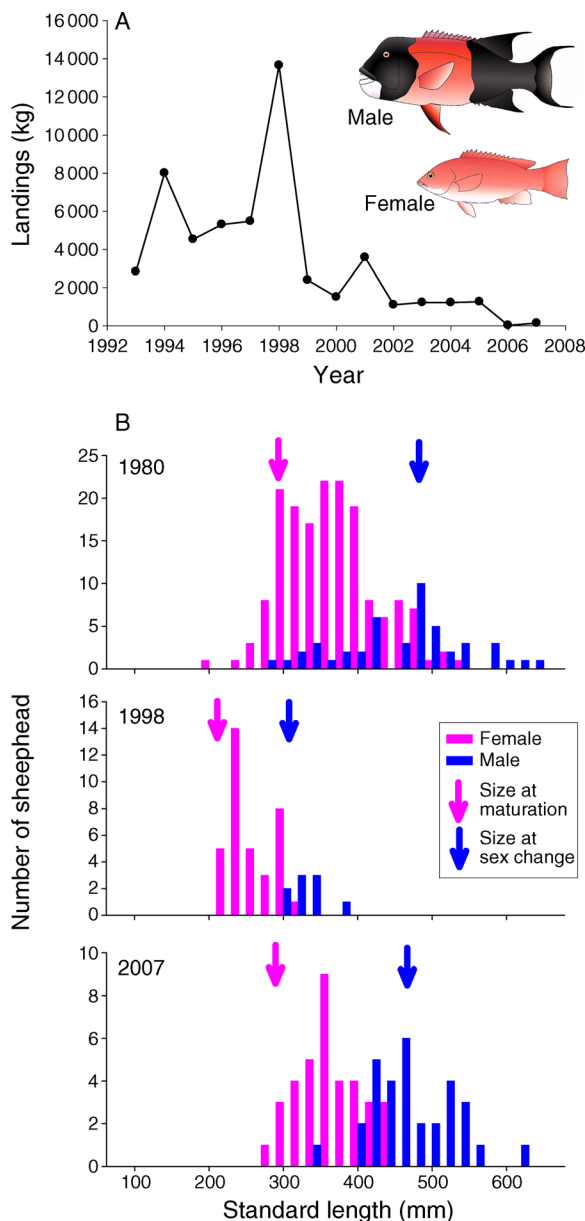 A
16 000
14 000
12 000
10 000
8 000
6 000
4 000
2 000
0
Landings (kg)
Male
Female
1992 1994 1996 1998 2000 2002 2004 2006 2008
Year
B
1980
25
20
15
10
5
0
1998
16
14
12
10
8
6
4
2
0
Number of sheephead
Female
Male
Size at
maturation
Size at
sex change
2007
10
8
6
4
2
0
100 200 300 400 500 600
Standard length (mm)